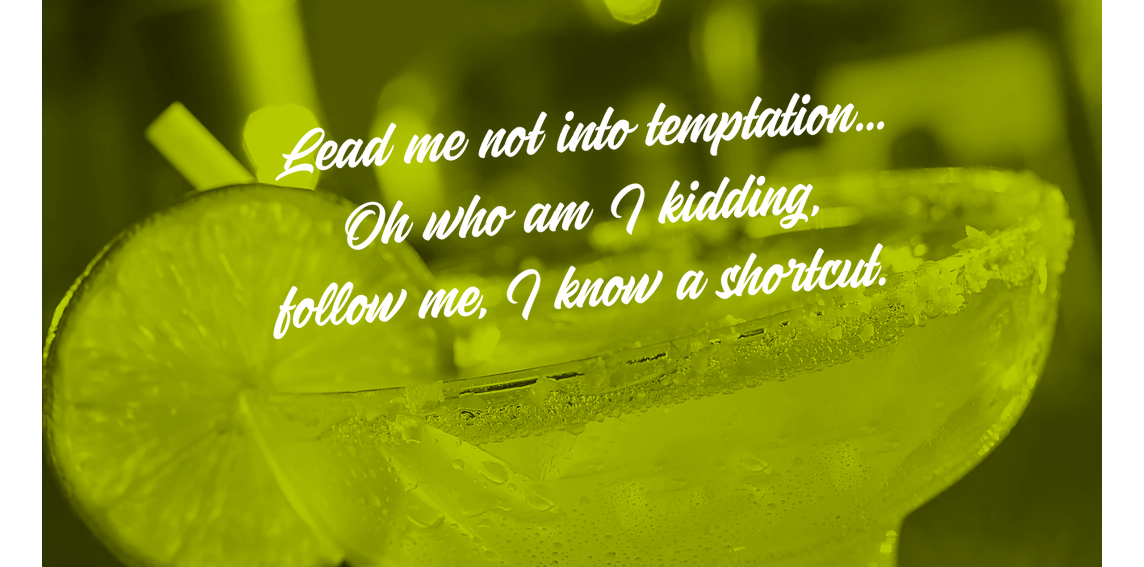 Lead me not into temptation...
Oh who am I kidding,
follow me, I know a shortcut.